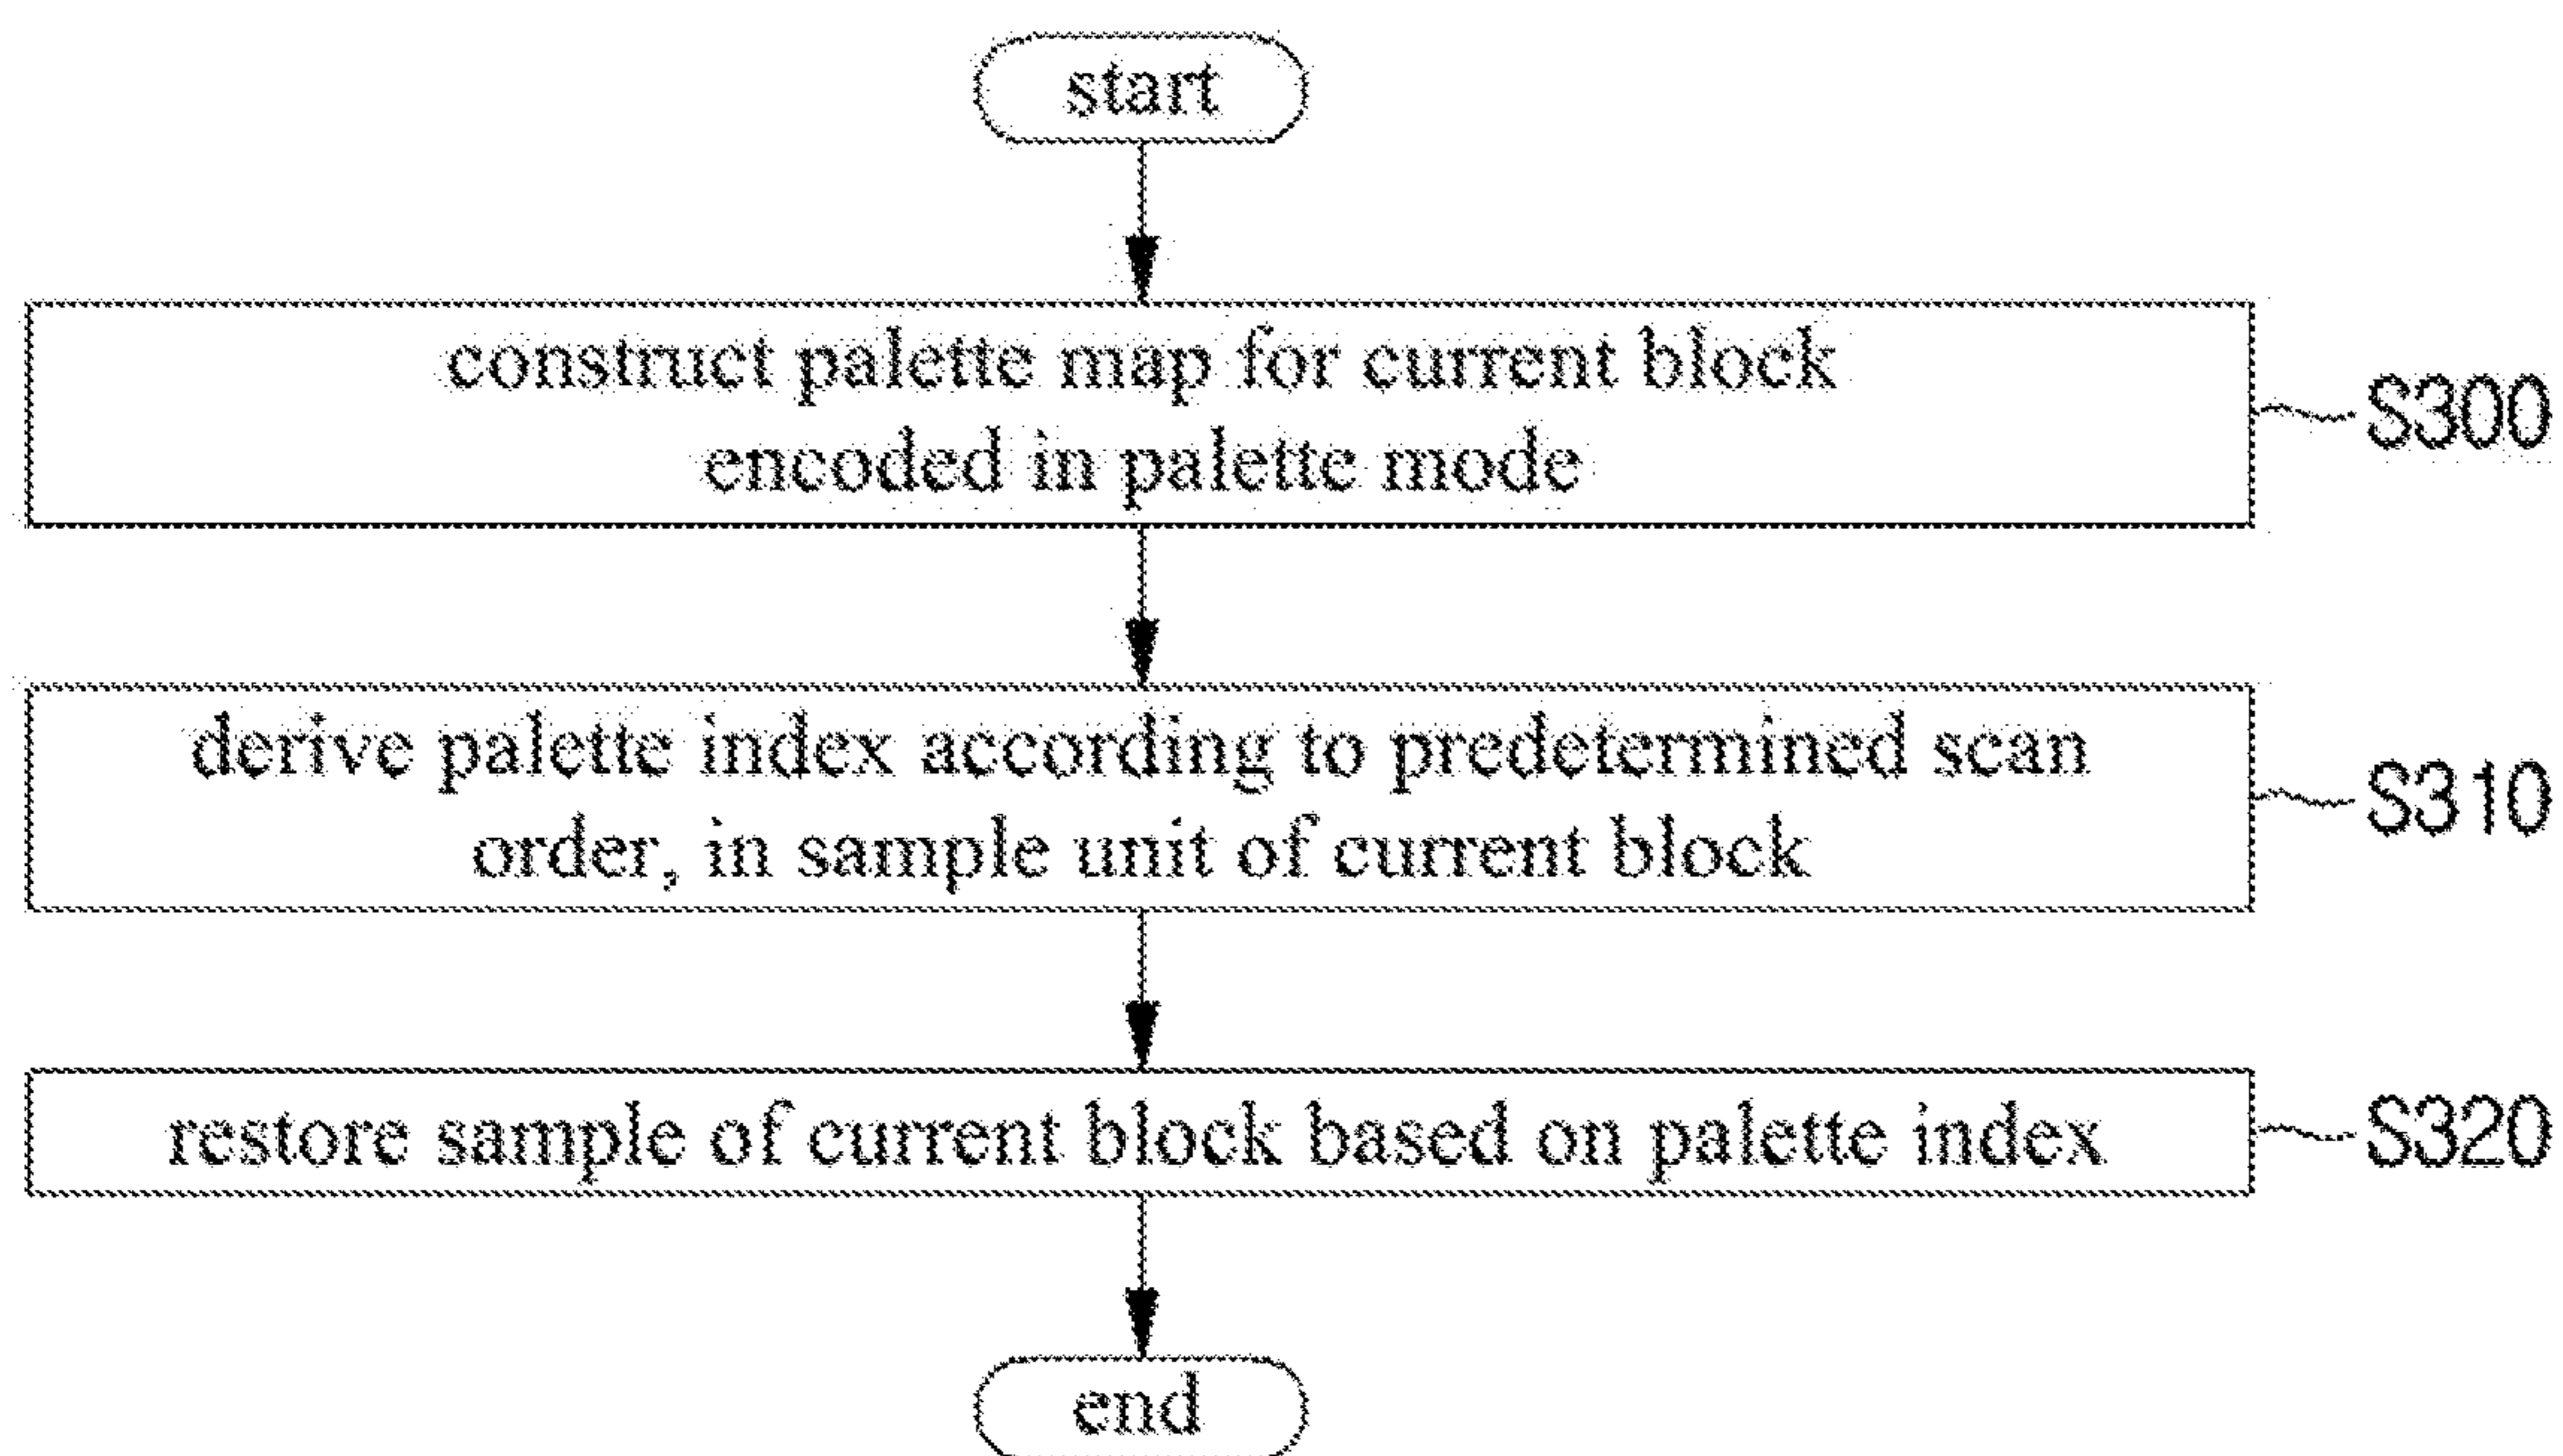 start
construct palette map for current block
encoded in palette mode
S300
derive palette index according to predetermined scan
order, in sample unit of current block
S310
restore sample of current block based on palette index
S320
end